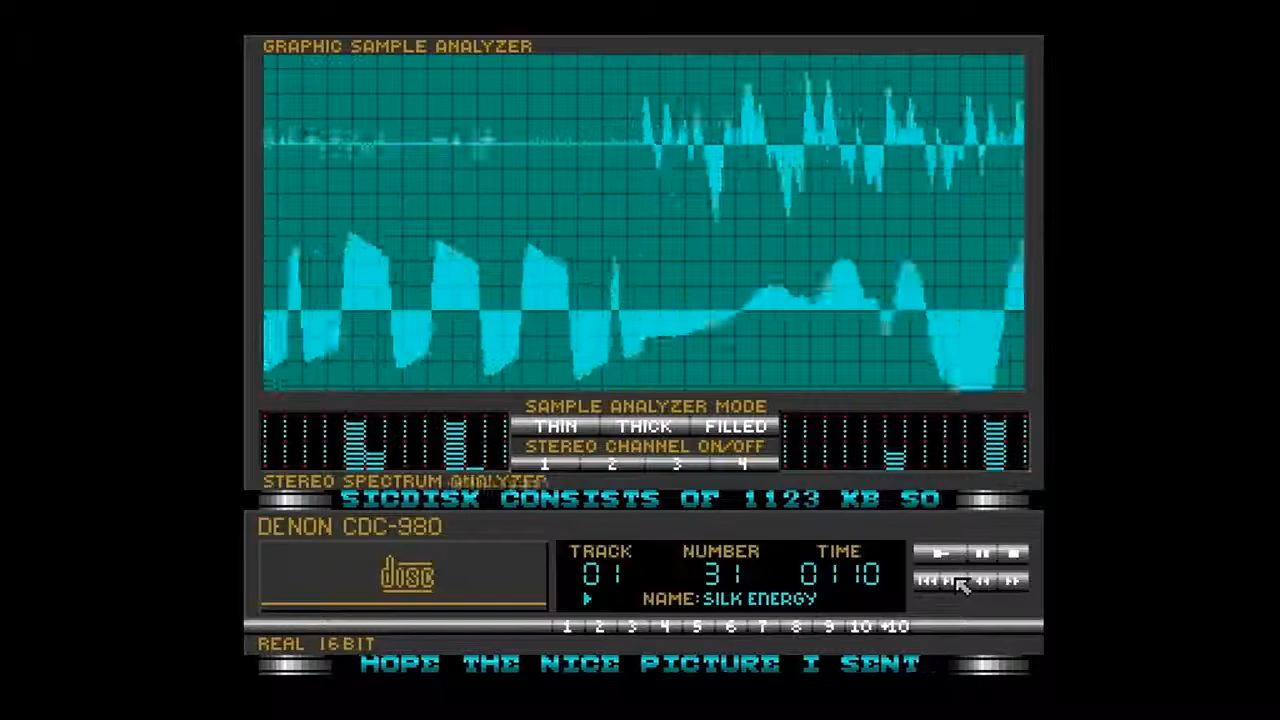 GRAPHIC SAMPLE ANALYZER
SAMPLE ANALYZER MODE
THIN THICK FILLED
STEREO CHANNEL ON/OFF
1 2 3 4
STEREO SPECTRUM ANALYZER
SICDISK CONSISTS OF 1123 KB SO
DENON CDC-980
disc
TRACK NUMBER TIME
01 31 01 10
NAME:SILK ENERGY
1 2 3 4 5 6 7 8 9 10 +10
REAL 16BIT
HOPE THE NICE PICTURE I SENT